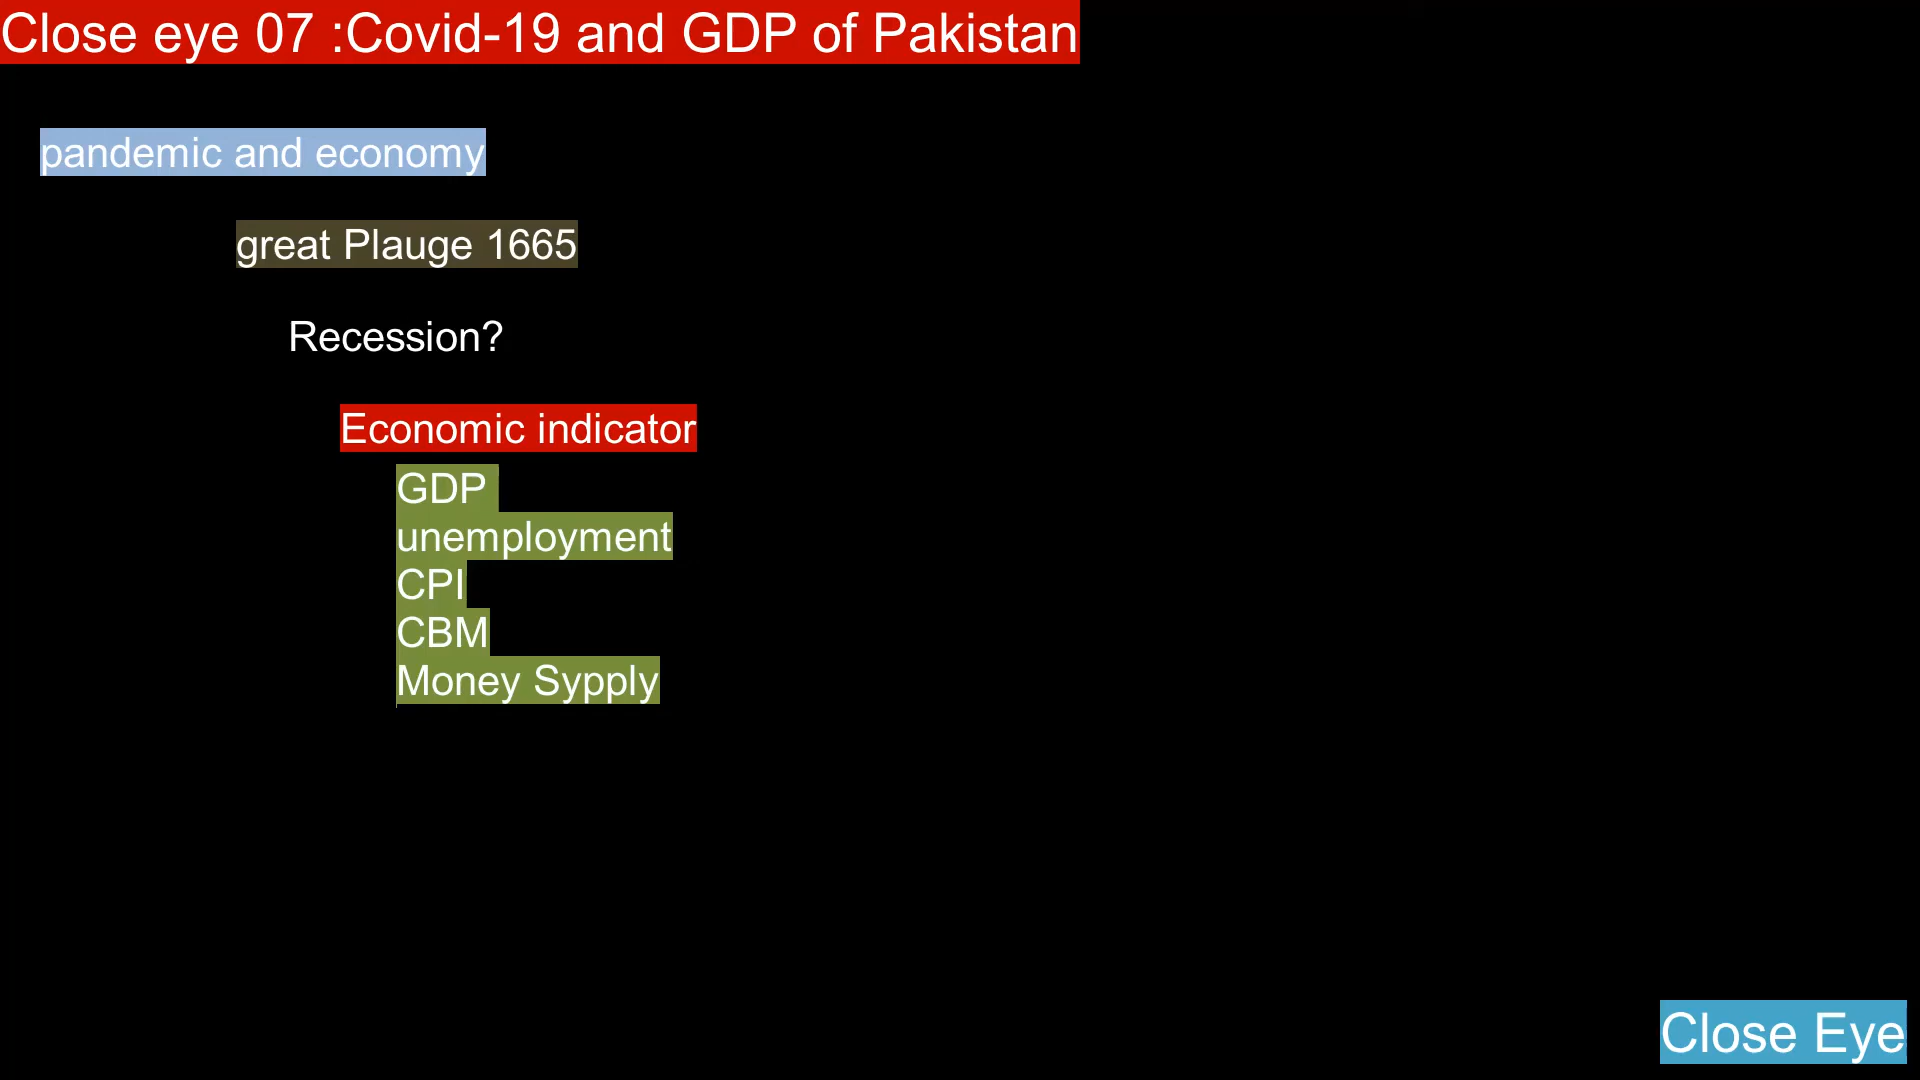 Close eye 07 :Covid-19 and GDP of Pakistan
pandemic and economy
great Plauge 1665
Recession?
Economic indicator
GDP
unemployment
CPI
CBM
Money Sypply
Close Eye